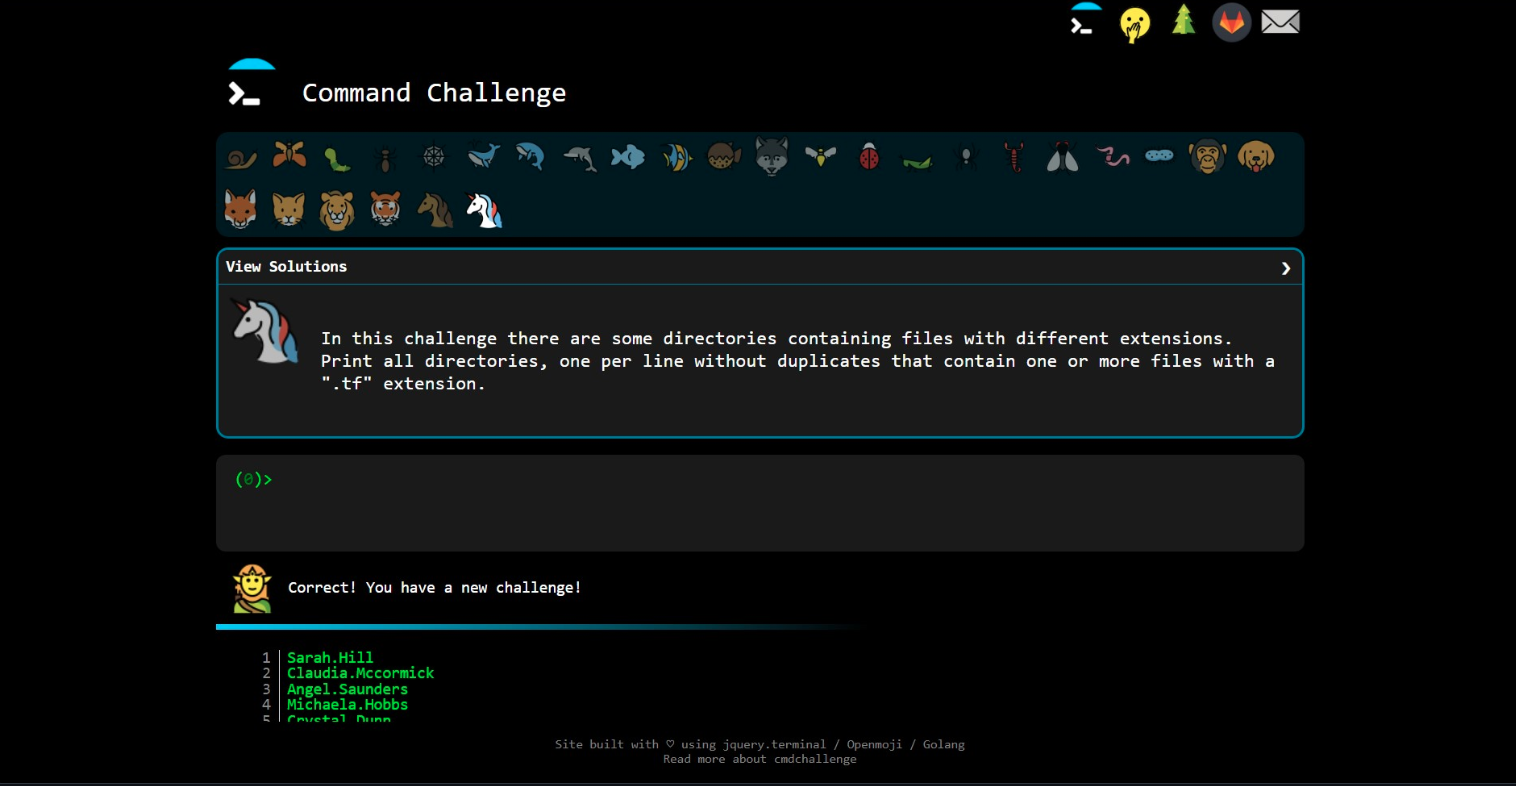 Command Challenge
View Solutions
In this challenge there are some directories containing files with different extensions.
Print all directories, one per line without duplicates that contain one or more files with a
".tf" extension.
(0)>
Correct! You have a new challenge!
1 Sarah.Hill
2 Claudia.Mccormick
3 Angel.Saunders
4 Michaela.Hobbs
5 Crystal.Dunn
Site built with ♡ using jquery.terminal / Openmoji / Golang
Read more about cmdchallenge